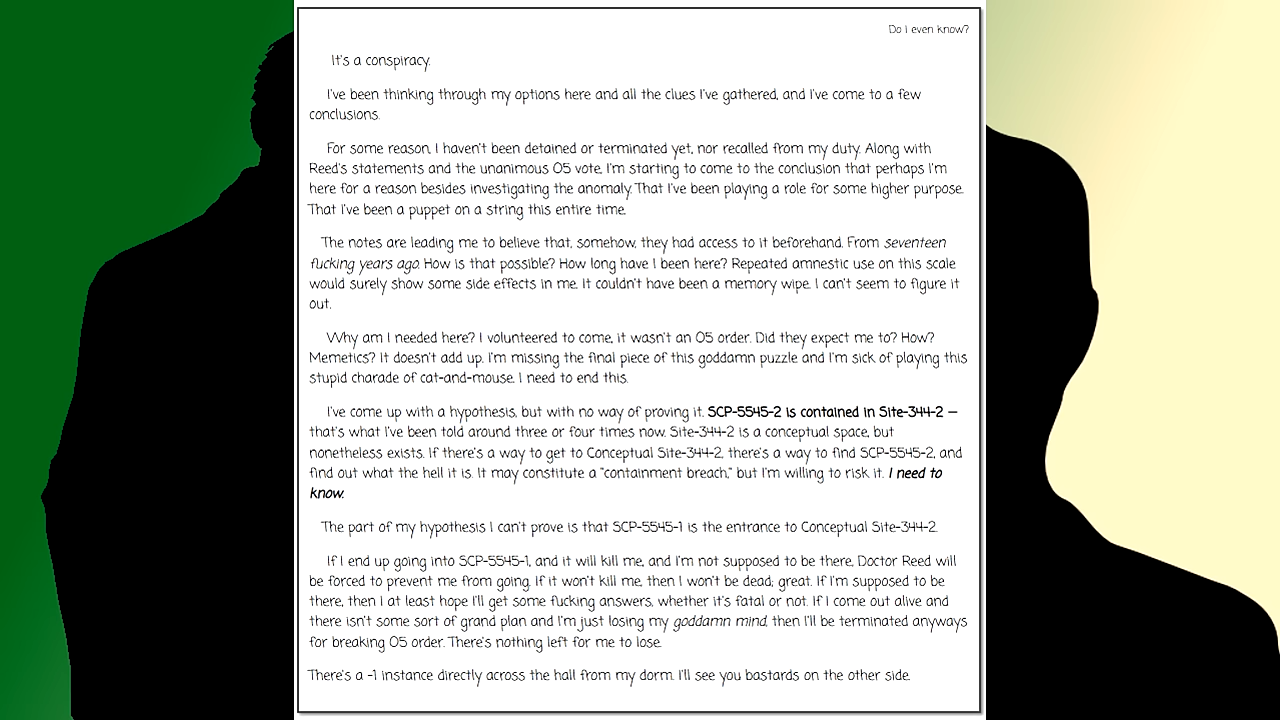 Do I even know?
It's a conspiracy.
I've been thinking through my options here and all the clues I've gathered, and I've come to a few
conclusions.
For some reason, I haven't been detained or terminated yet, nor recalled from my duty. Along with
Reed's statements and the unanimous O5 vote, I'm starting to come to the conclusion that perhaps I'm
here for a reason besides investigating the anomaly. That I've been playing a role for some higher purpose.
That I've been a puppet on a string this entire time.
The notes are leading me to believe that, somehow, they had access to it beforehand. From seventeen
fucking years ago. How is that possible? How long have I been here? Repeated amnestic use on this scale
would surely show some side effects in me. It couldn't have been a memory wipe. I can't seem to figure it
out.
Why am I needed here? I volunteered to come, it wasn't an O5 order. Did they expect me to? How?
Memetics? It doesn't add up. I'm missing the final piece of this goddamn puzzle and I'm sick of playing this
stupid charade of cat-and-mouse. I need to end this.
I've come up with a hypothesis, but with no way of proving it. SCP-5545-2 is contained in Site-344-2 —
that's what I've been told around three or four times now. Site-344-2 is a conceptual space, but
nonetheless exists. If there's a way to get to Conceptual Site-344-2, there's a way to find SCP-5545-2, and
find out what the hell it is. It may constitute a "containment breach," but I'm willing to risk it. I need to
know.
The part of my hypothesis I can't prove is that SCP-5545-1 is the entrance to Conceptual Site-344-2.
If I end up going into SCP-5545-1, and it will kill me, and I'm not supposed to be there, Doctor Reed will
be forced to prevent me from going. If it won't kill me, then I won't be dead; great. If I'm supposed to be
there, then I at least hope I'll get some fucking answers, whether it's fatal or not. If I come out alive and
there isn't some sort of grand plan and I'm just losing my goddamn mind, then I'll be terminated anyways
for breaking O5 order. There's nothing left for me to lose.
There's a -1 instance directly across the hall from my dorm. I'll see you bastards on the other side.